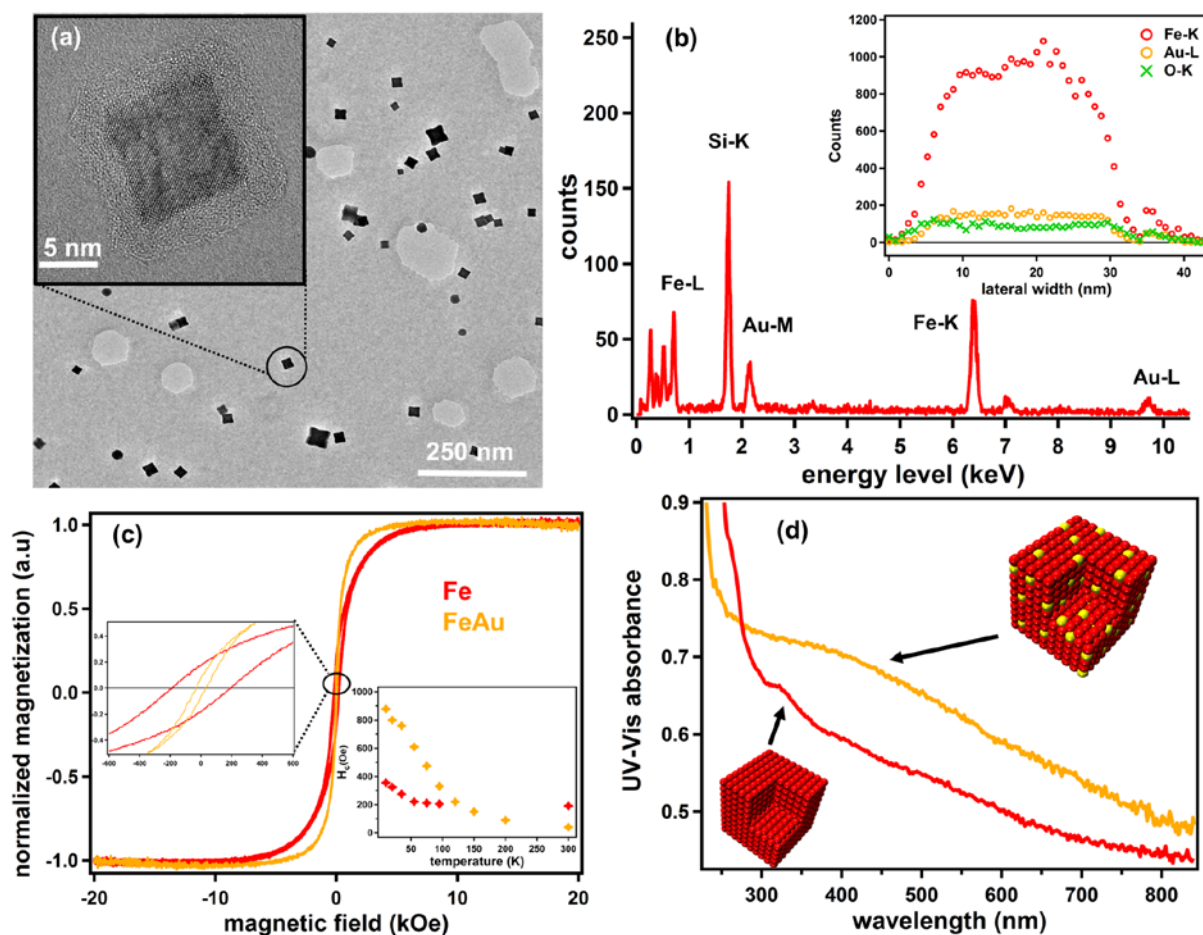 (a)
5 nm
250 nm
(b)
250
200
150
100
50
0
counts
Fe-L
Si-K
Au-M
Fe-K
Au-L
0 1 2 3 4 5 6 7 8 9 10
energy level (keV)
1200
1000
800
600
400
200
0
Counts
Fe-K
Au-L
O-K
0 10 20 30 40
lateral width (nm)
(c)
1.0
0.5
0.0
-0.5
-1.0
normalized magnetization (a.u)
Fe
FeAu
0.4
0.2
0.0
-0.2
-0.4
-600 -400 -200 0 200 400 600
1000
800
600
400
200
0
Hc(Oe)
50 100 150 200 250 300
temperature (K)
-20 -10 0 10 20
magnetic field (kOe)
(d)
0.9
0.8
0.7
0.6
0.5
UV-Vis absorbance
300 400 500 600 700 800
wavelength (nm)